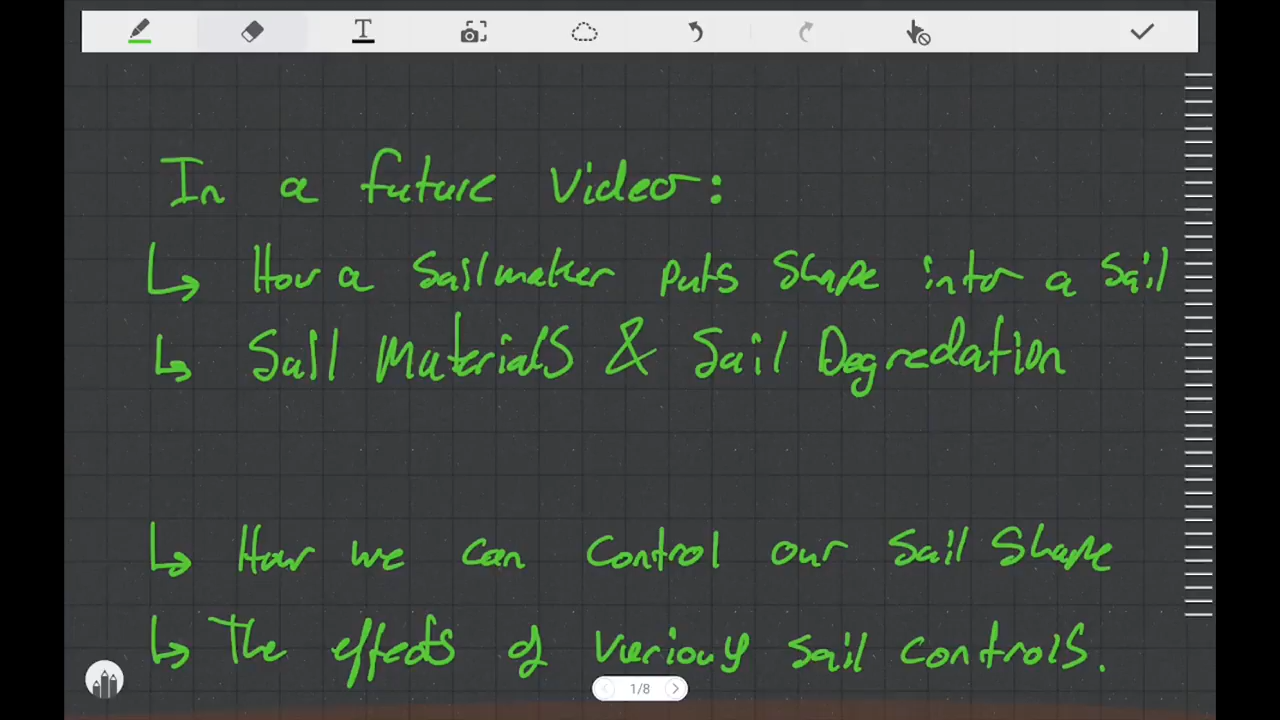 T
In a future video:
↳ How a Sailmaker puts Shape into a Sail
↳ Sail Materials & Sail Degredation
↳ How we can Control our Sail Shape
↳ The effects of various sail controls.
1/8